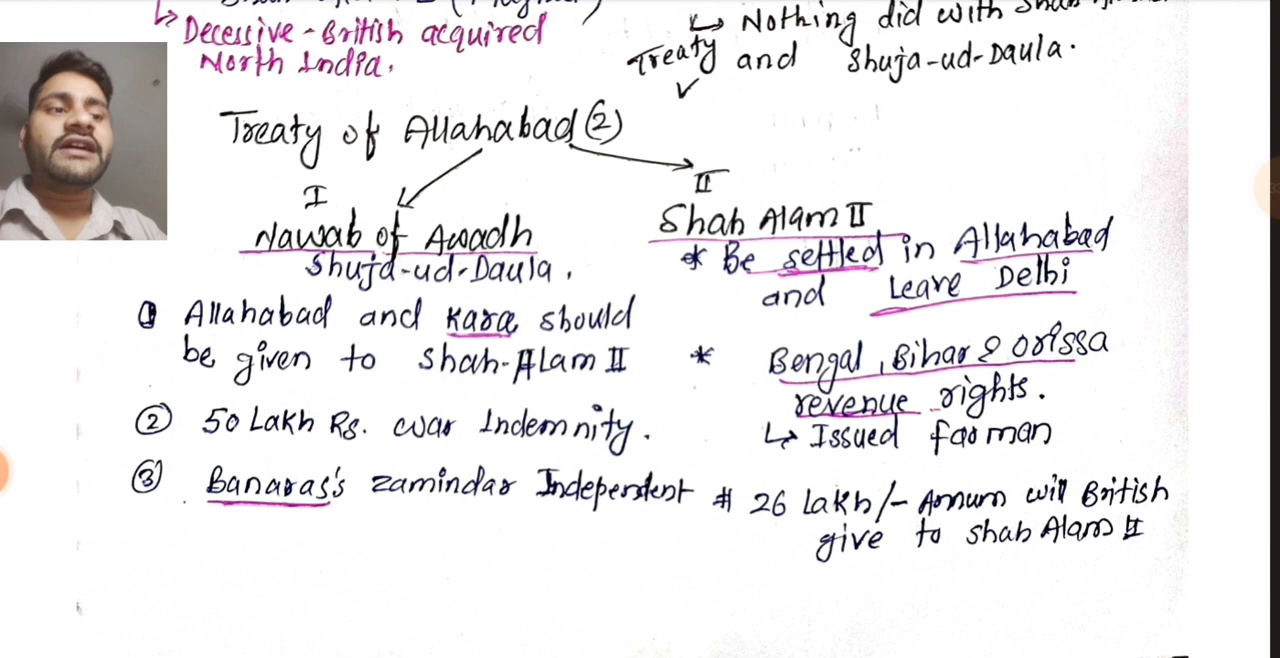 ↳ Decessive - British acquired
North India.
↳ Nothing did with
Treaty and Shuja-ud-Daula.
Treaty of Allahabad (2)
I
Nawab of Awadh
Shuja-ud-Daula.
① Allahabad and Kara should
be given to Shah-Alam II
② 50 Lakh Rs. war Indemnity.
③ Banaras's zamindar Independent
II
Shah Alam II
* Be settled in Allahabad
and Leave Delhi
* Bengal, Bihar & Orissa
revenue rights.
↳ Issued farman
# 26 Lakh/- Annum will British
give to Shah Alam II